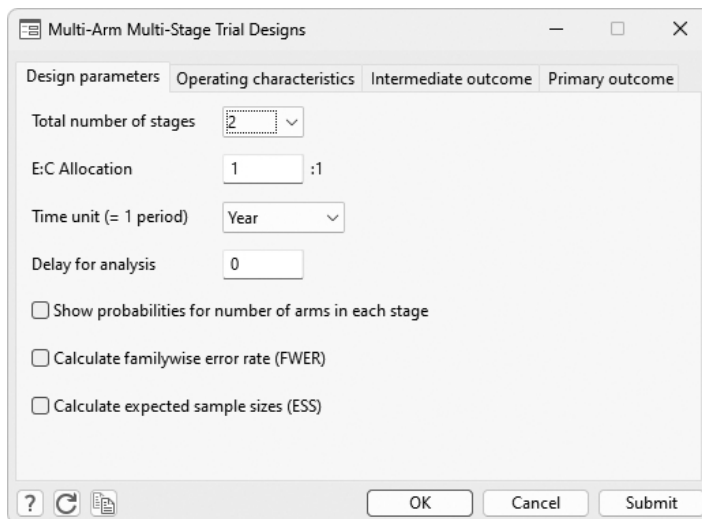 Multi-Arm Multi-Stage Trial Designs
Design parameters Operating characteristics Intermediate outcome Primary outcome
Total number of stages 2
E:C Allocation 1 :1
Time unit (= 1 period) Year
Delay for analysis 0
Show probabilities for number of arms in each stage
Calculate familywise error rate (FWER)
Calculate expected sample sizes (ESS)
? OK Cancel Submit